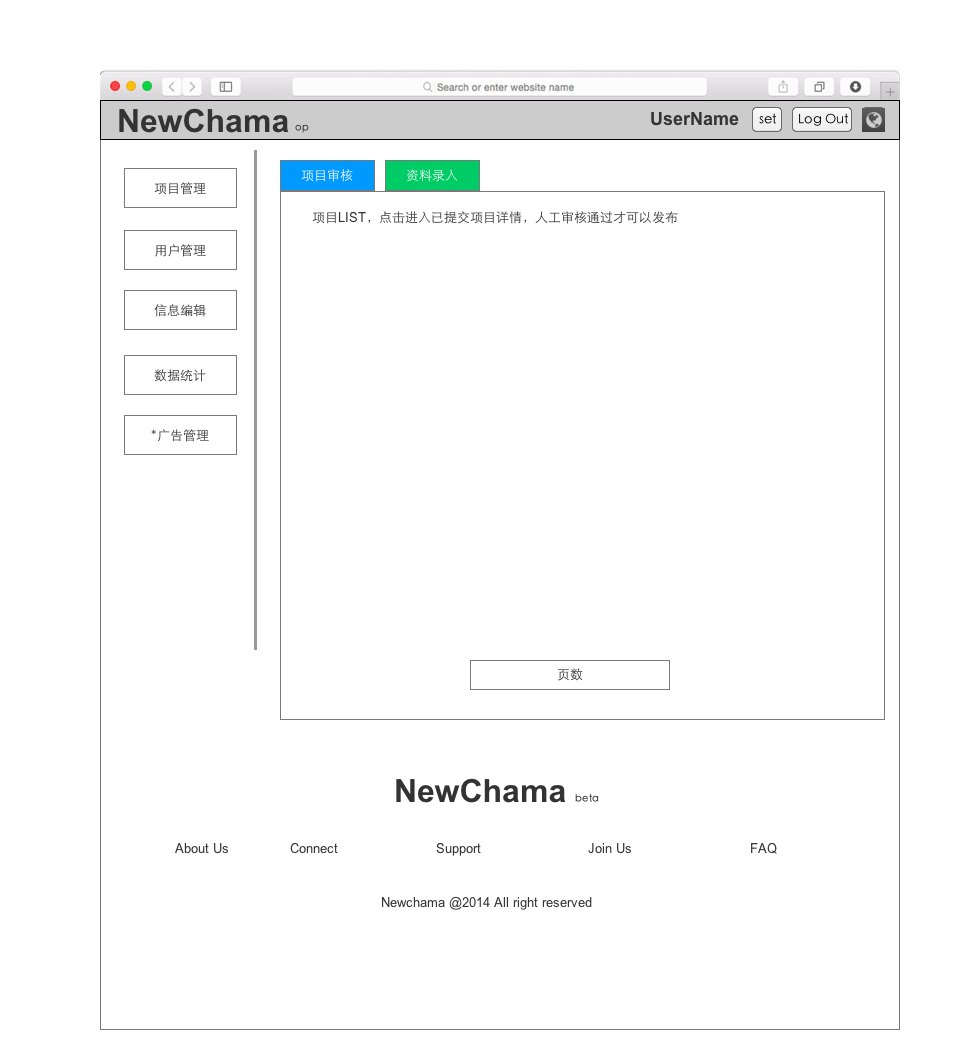 Search or enter website name
NewChama op
UserName
set
Log Out
项目管理
用户管理
信息编辑
数据统计
*广告管理
项目审核
资料录入
项目LIST，点击进入已提交项目详情，人工审核通过才可以发布
页数
NewChama beta
About Us
Connect
Support
Join Us
FAQ
Newchama @2014 All right reserved